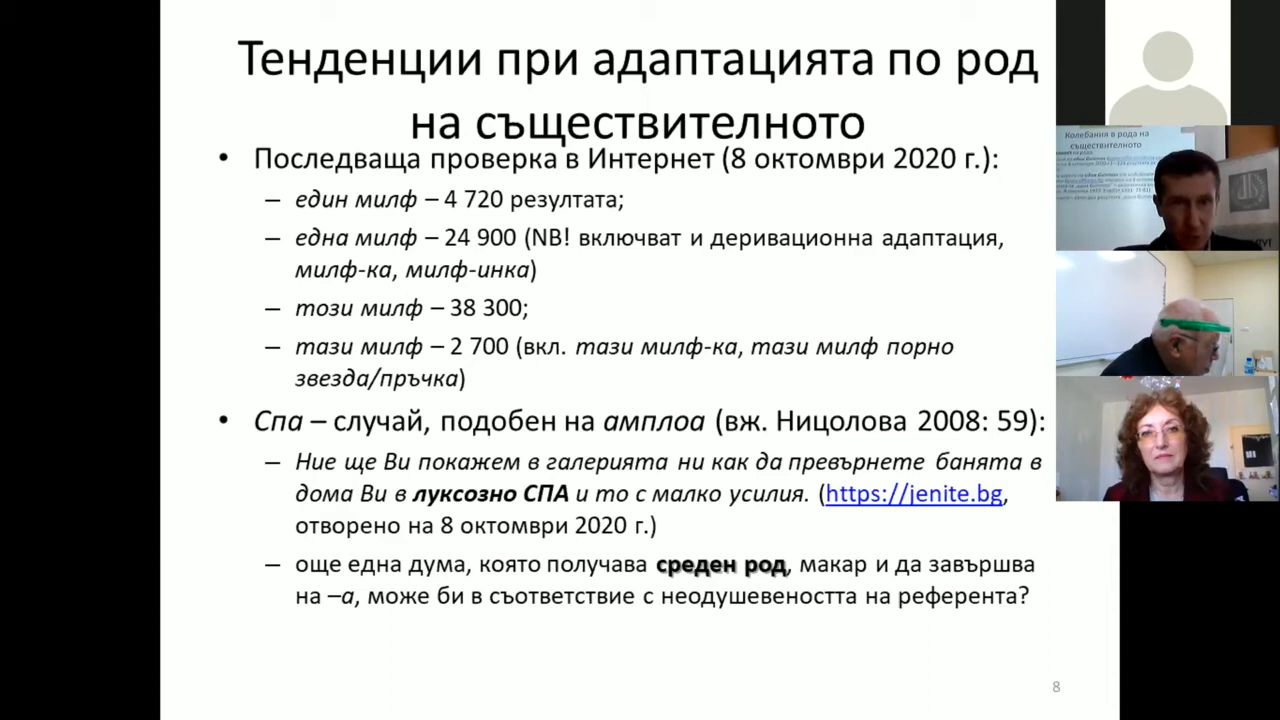 Тенденции при адаптацията по род
на съществителното
• Последваща проверка в Интернет (8 октомври 2020 г.):
– един милф – 4 720 резултата;
– една милф – 24 900 (NB! включват и деривационна адаптация,
милф-ка, милф-инка)
– този милф – 38 300;
– тази милф – 2 700 (вкл. тази милф-ка, тази милф порно
звезда/пръчка)
• Спа – случай, подобен на амплоа (вж. Ницолова 2008: 59):
– Ние ще Ви покажем в галерията ни как да превърнете банята в
дома Ви в луксозно СПА и то с малко усилия. (https://jenite.bg,
отворено на 8 октомври 2020 г.)
– още една дума, която получава среден род, макар и да завършва
на –а, може би в съответствие с неодушевеността на референта?
8
Колебания в рода на
съществителното